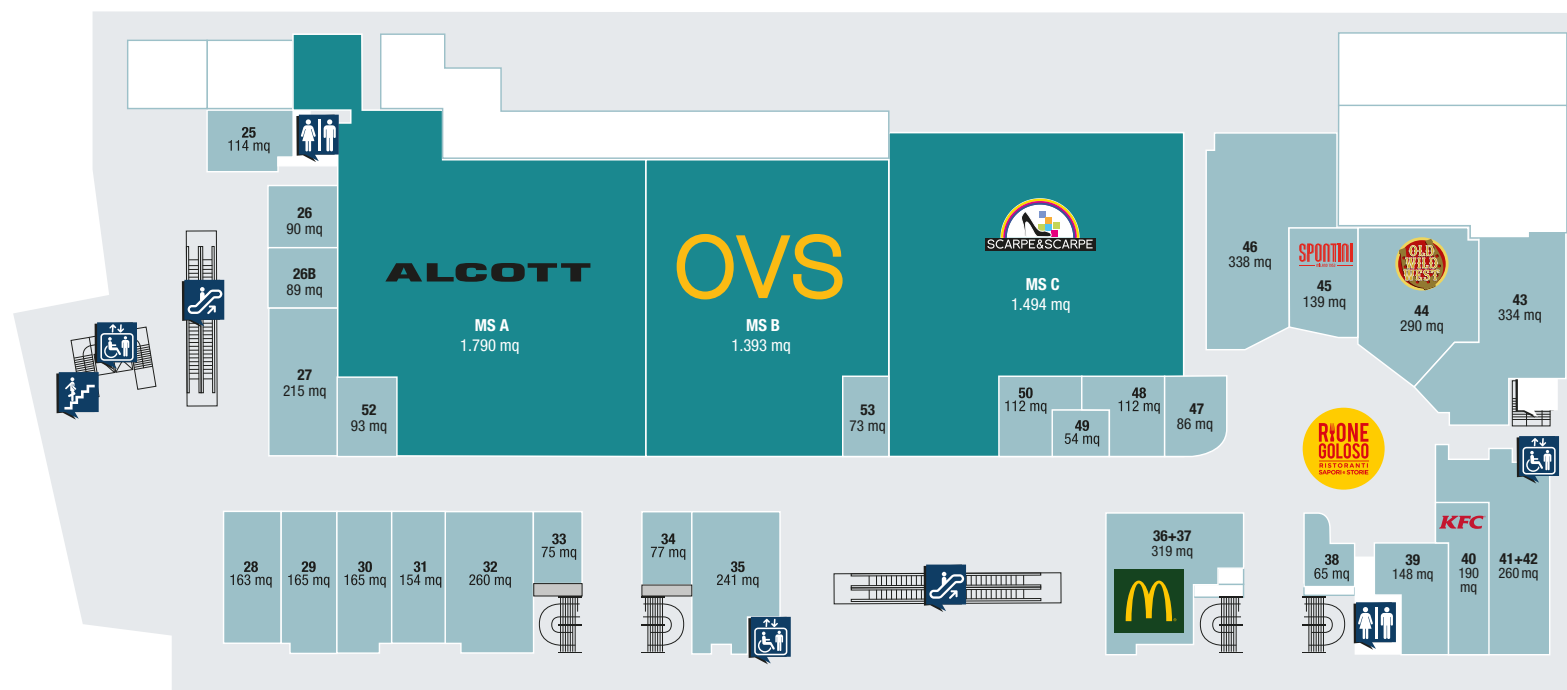 25
114 mq
26
90 mq
26B
89 mq
27
215 mq
52
93 mq
ALCOTT
MS A
1.790 mq
OVS
MS B
1.393 mq
53
73 mq
SCARPE&SCARPE
MS C
1.494 mq
50
112 mq
49
54 mq
48
112 mq
47
86 mq
46
338 mq
SPONTINI
45
139 mq
OLD
WILD
WEST
44
290 mq
43
334 mq
RIONE
GOLOSO
RISTORANTI
SAPORI E STORIE
28
163 mq
29
165 mq
30
165 mq
31
154 mq
32
260 mq
33
75 mq
34
77 mq
35
241 mq
36+37
319 mq
38
65 mq
39
148 mq
KFC
40
190
mq
41+42
260 mq